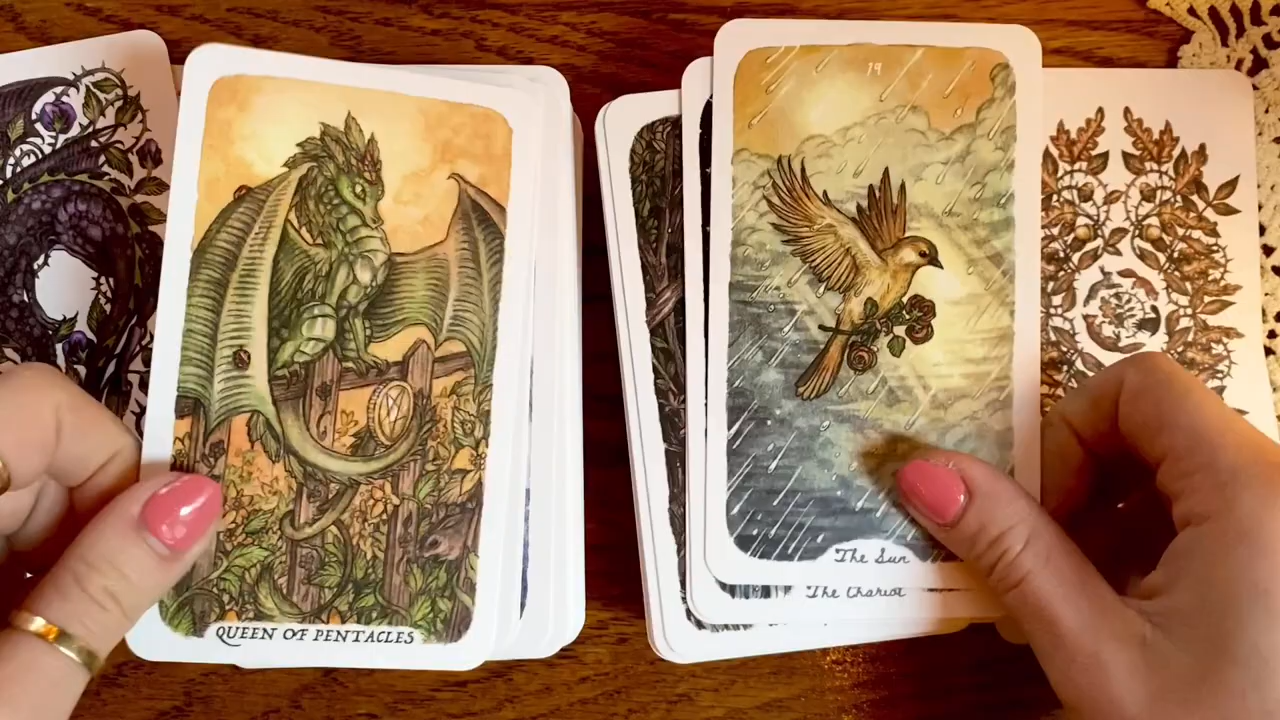 19
QUEEN OF PENTACLES
The Sun
The Chariot